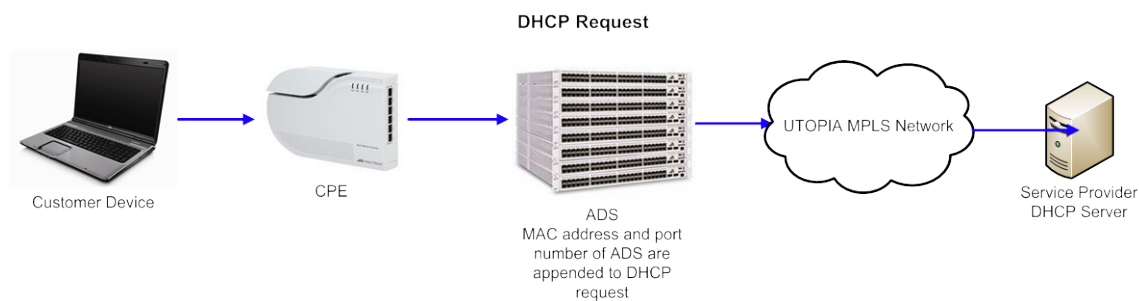 DHCP Request
Customer Device
CPE
ADS
MAC address and port
number of ADS are
appended to DHCP
request
UTOPIA MPLS Network
Service Provider
DHCP Server